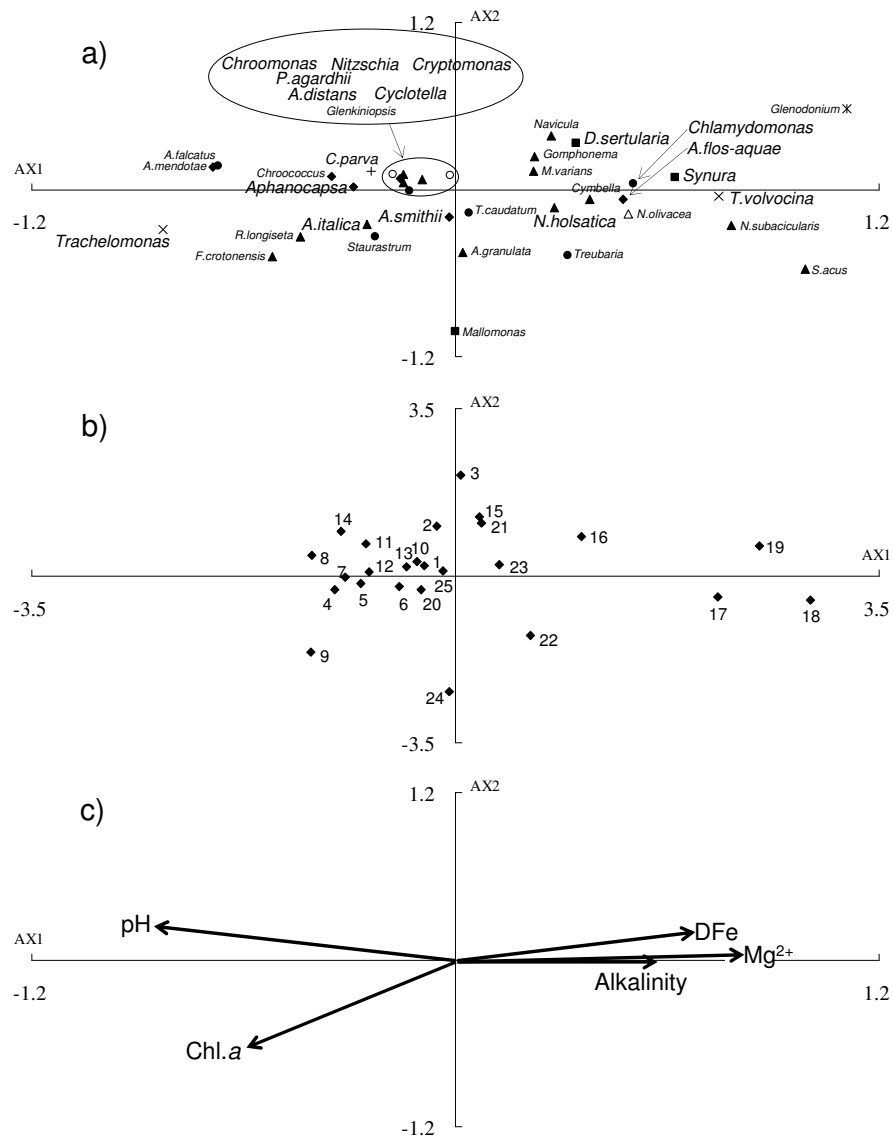 a)
1.2
AX2
Chroomonas Nitzschia Cryptomonas
P.agardhii
A.distans Cyclotella
Glenkiniopsis
Glenodonium
Navicula
D.sertularia
Chlamydomonas
A.flos-aquae
A.falcatus
A.mendotae
C.parva
Gomphonema
AX1
Chroococcus
M.varians
Synura
Aphanocapsa
Cymbella
T.volvocina
-1.2
1.2
A.smithii
T.caudatum
N.holsatica
N.olivacea
Trachelomonas
A.italica
R.longiseta
Staurastrum
N.subacicularis
F.crotonensis
A.granulata
Treubaria
S.acus
Mallomonas
-1.2
b)
3.5
AX2
3
15
14
2
21
11
16
13 10
19
AX1
8
7
12
1
23
-3.5
3.5
4
5
6
20
25
17
18
9
22
24
-3.5
c)
1.2
AX2
pH
DFe
AX1
Mg2+
-1.2
Alkalinity
1.2
Chl.a
-1.2